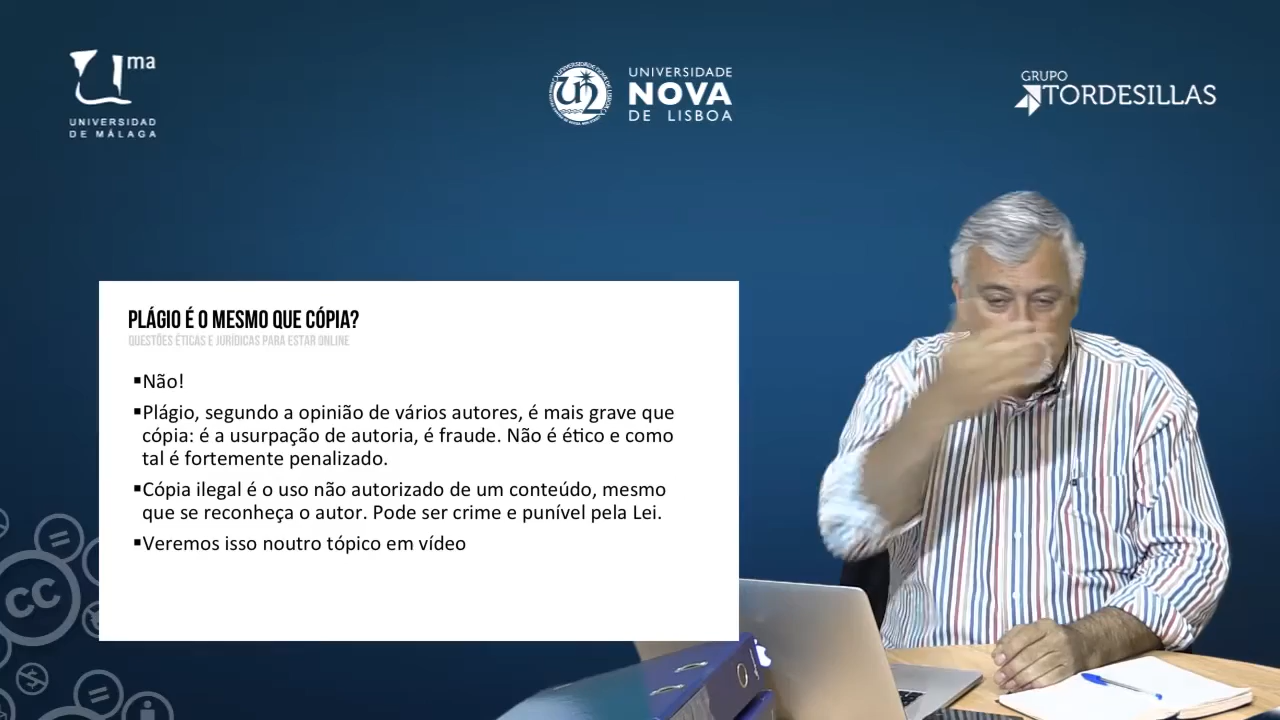 uma
UNIVERSIDAD
DE MÁLAGA
UNIVERSIDADE
NOVA
DE LISBOA
GRUPO
TORDESILLAS
PLÁGIO É O MESMO QUE CÓPIA?
QUESTÕES ÉTICAS E JURÍDICAS PARA ESTAR ONLINE
▪Não!
▪Plágio, segundo a opinião de vários autores, é mais grave que
cópia: é a usurpação de autoria, é fraude. Não é ético e como
tal é fortemente penalizado.
▪Cópia ilegal é o uso não autorizado de um conteúdo, mesmo
que se reconheça o autor. Pode ser crime e punível pela Lei.
▪Veremos isso noutro tópico em vídeo
cc